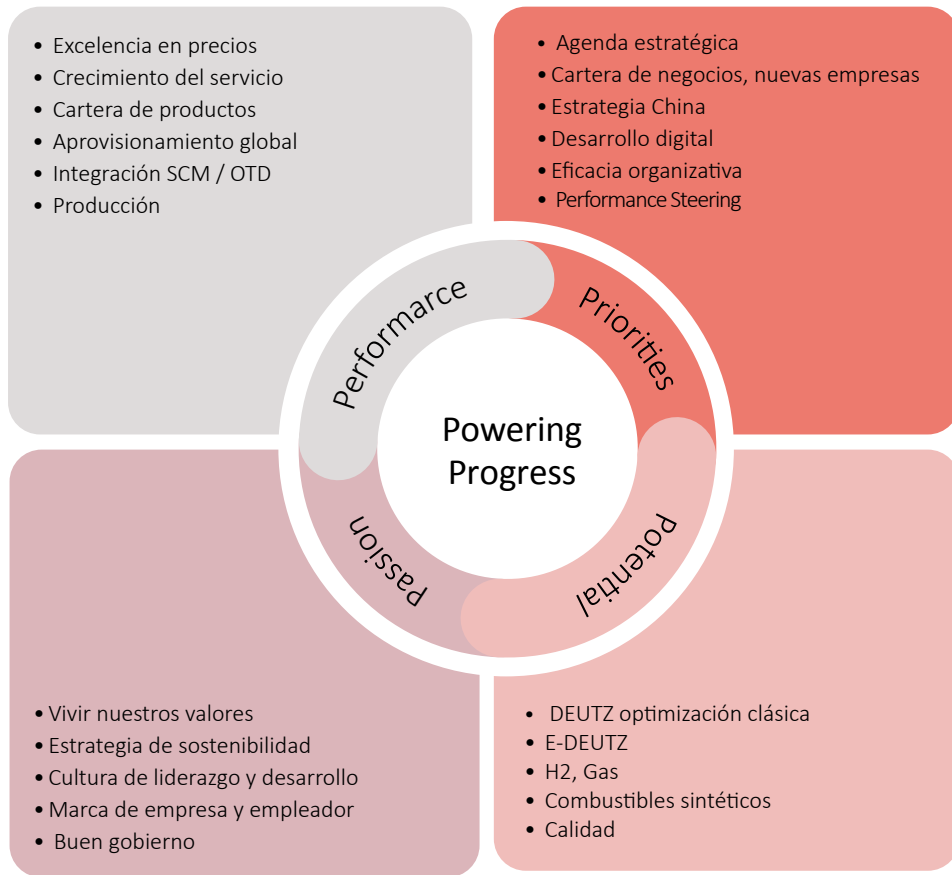 • Excelencia en precios
• Crecimiento del servicio
• Cartera de productos
• Aprovisionamiento global
• Integración SCM / OTD
• Producción
• Agenda estratégica
• Cartera de negocios, nuevas empresas
• Estrategia China
• Desarrollo digital
• Eficacia organizativa
• Performance Steering
Performarce
Priorities
Powering
Progress
Passion
Potential
• Vivir nuestros valores
• Estrategia de sostenibilidad
• Cultura de liderazgo y desarrollo
• Marca de empresa y empleador
• Buen gobierno
• DEUTZ optimización clásica
• E-DEUTZ
• H2, Gas
• Combustibles sintéticos
• Calidad